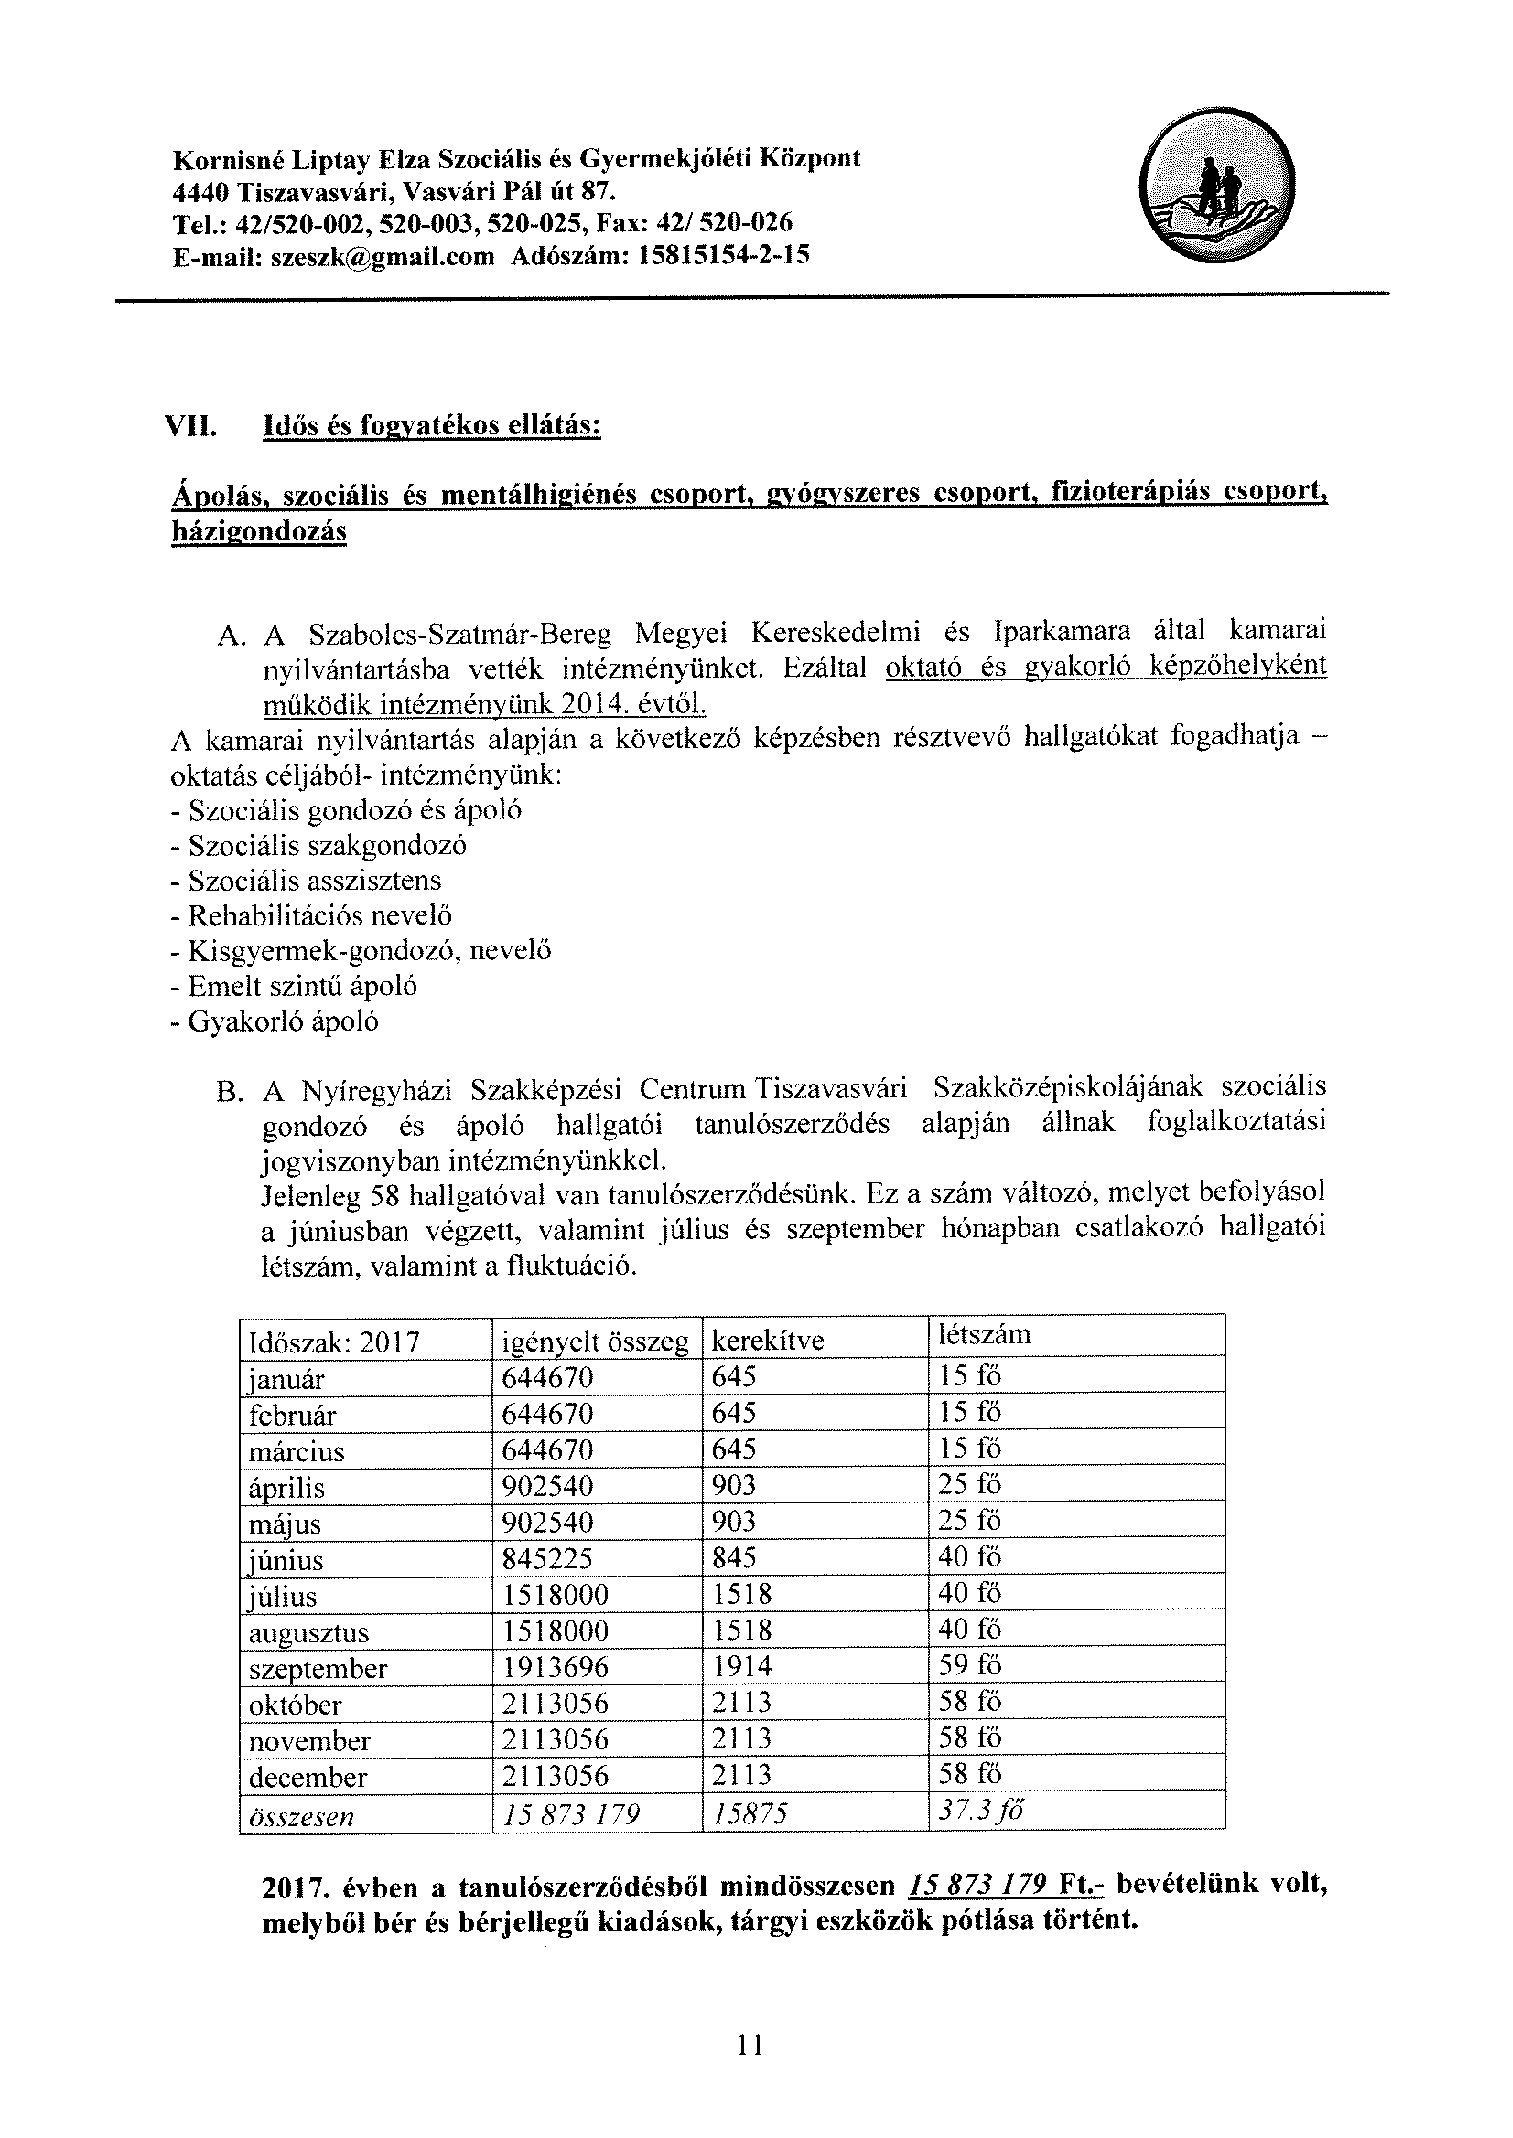 Kornisné Liptay Elza Szociális és Gyermekjóléti Központ
4440 Tiszavasvári, Vasvári Pál út 87.
Tel.: 42/520-002, 520-003, 520-025, Fax: 42/ 520-026
E-mail: szeszk@gmail.com Adószám: 15815154-2-15
VII. Idős és fogyatékos ellátás:
Ápolás, szociális és mentálhigiénés csoport, gyógyszeres csoport, fizioterápiás csoport,
házigondozás
A. A Szabolcs-Szatmár-Bereg Megyei Kereskedelmi és Iparkamara által kamarai
nyilvántartásba vették intézményünket. Ezáltal oktató és gyakorló képzőhelyként
működik intézményünk 2014. évtől.
A kamarai nyilvántartás alapján a következő képzésben résztvevő hallgatókat fogadhatja –
oktatás céljából- intézményünk:
- Szociális gondozó és ápoló
- Szociális szakgondozó
- Szociális asszisztens
- Rehabilitációs nevelő
- Kisgyermek-gondozó, nevelő
- Emelt szintű ápoló
- Gyakorló ápoló
B. A Nyíregyházi Szakképzési Centrum Tiszavasvári Szakközépiskolájának szociális
gondozó és ápoló hallgatói tanulószerződés alapján állnak foglalkoztatási
jogviszonyban intézményünkkel.
Jelenleg 58 hallgatóval van tanulószerződésünk. Ez a szám változó, melyet befolyásol
a júniusban végzett, valamint július és szeptember hónapban csatlakozó hallgatói
létszám, valamint a fluktuáció.
Időszak: 2017 igényelt összeg kerekítve létszám
január 644670 645 15 fő
február 644670 645 15 fő
március 644670 645 15 fő
április 902540 903 25 fő
május 902540 903 25 fő
június 845225 845 40 fő
július 1518000 1518 40 fő
augusztus 1518000 1518 40 fő
szeptember 1913696 1914 59 fő
október 2113056 2113 58 fő
november 2113056 2113 58 fő
december 2113056 2113 58 fő
összesen 15 873 179 15875 37.3 fő
2017. évben a tanulószerződésből mindösszesen 15 873 179 Ft.- bevételünk volt,
melyből bér és bérjellegű kiadások, tárgyi eszközök pótlása történt.
11